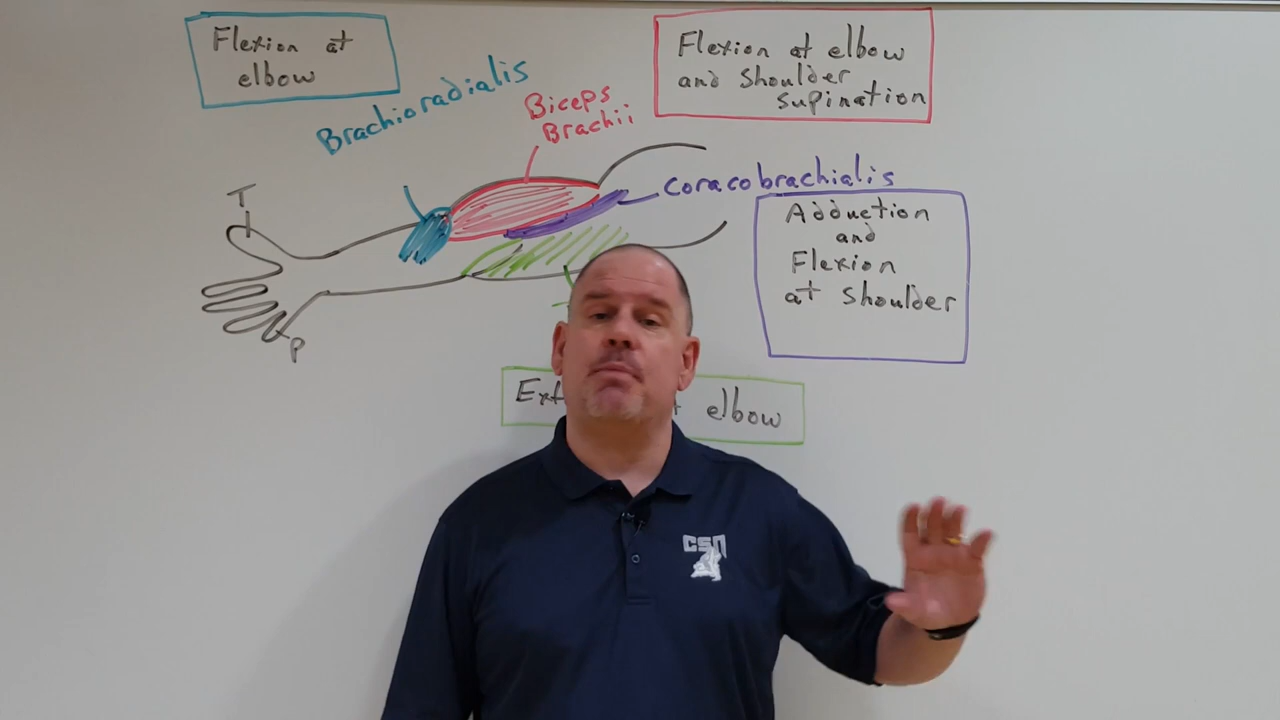 Flexion at
elbow
Brachioradialis
Biceps
Brachii
Flexion at elbow
and shoulder
supination
coracobrachialis
Adduction
and
Flexion
at shoulder
T
P
elbow
CSN